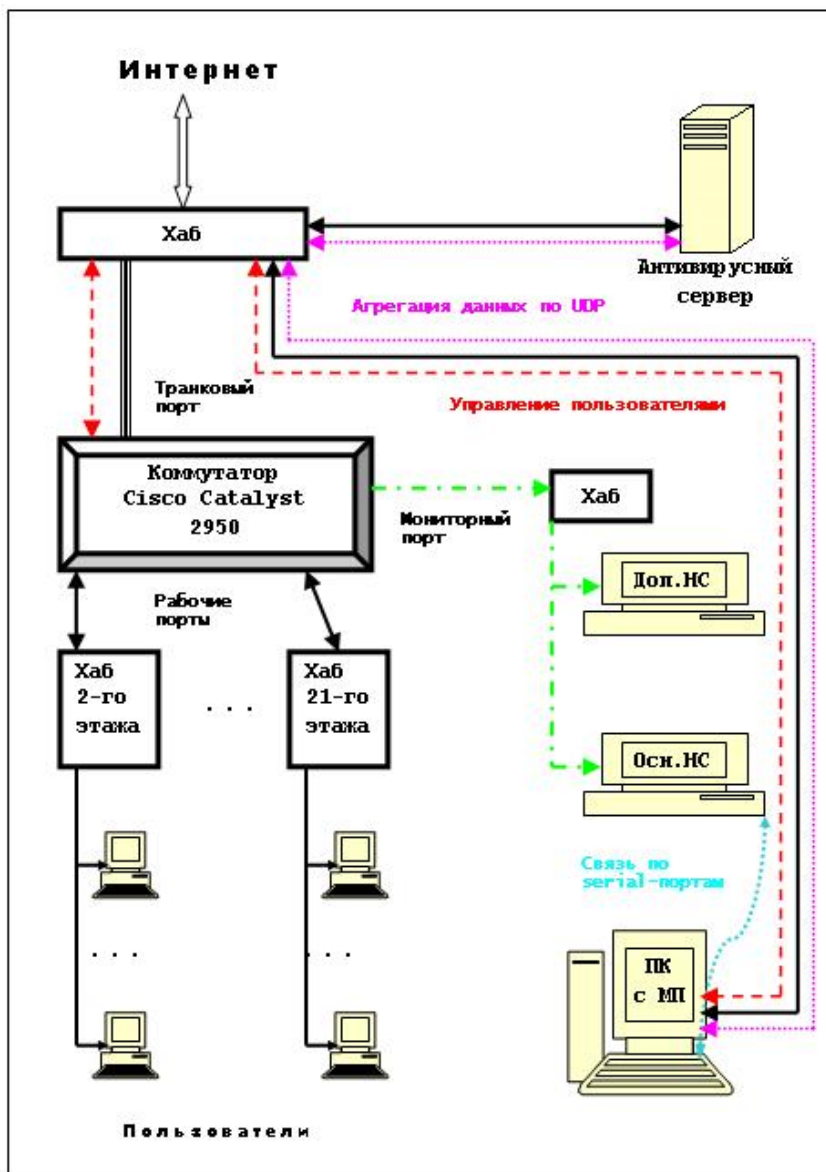 Интернет
Хаб
Антивирусный
сервер
Агрегация данных по UDP
Транковый
порт
Управление пользователями
Коммутатор
Cisco Catalyst
2950
Мониторный
порт
Хаб
Доп.НС
Рабочие
порты
Хаб
2-го
этажа
. . .
Хаб
21-го
этажа
Осн.НС
Связь по
serial-портам
. . .
. . .
ПК
с МП
Пользователи